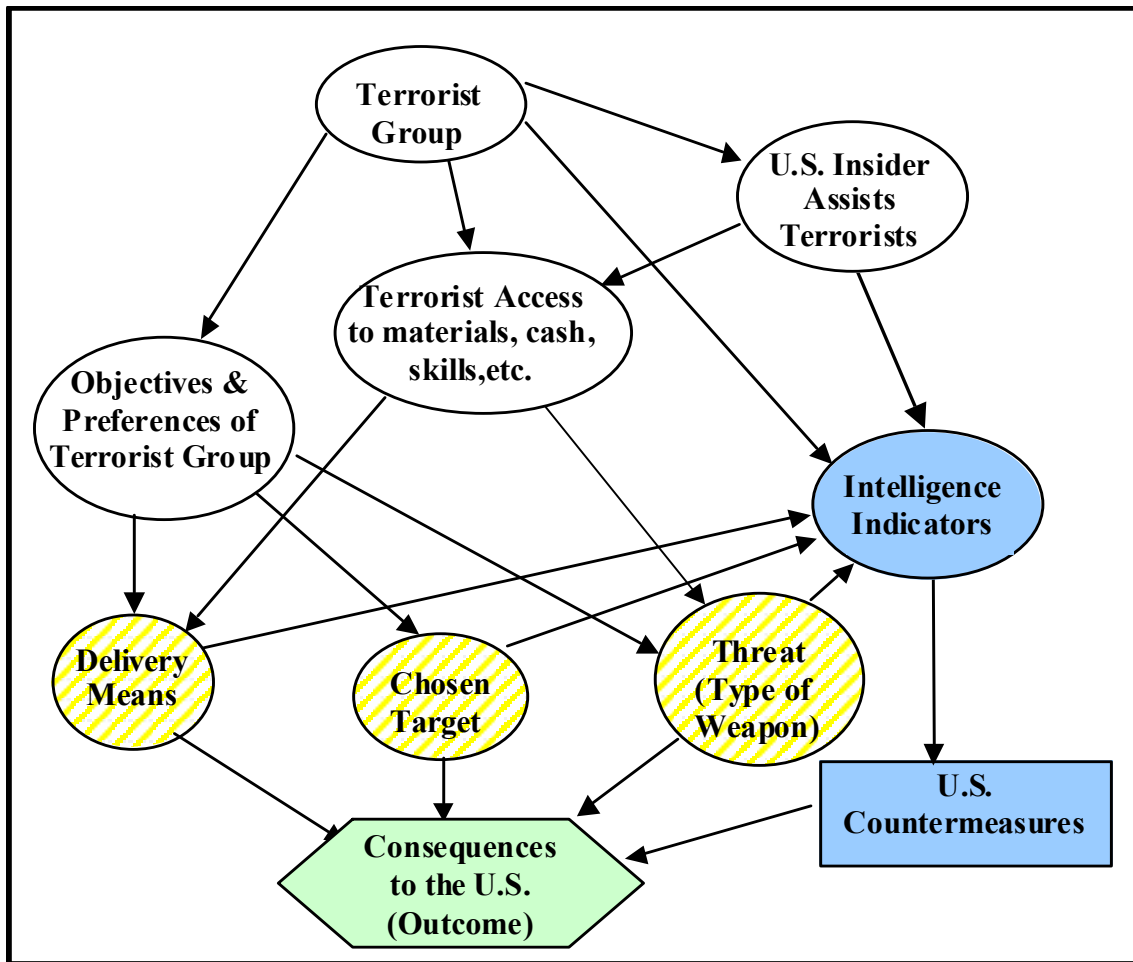 Terrorist
Group
U.S. Insider
Assists
Terrorists
Terrorist Access
to materials, cash,
skills,etc.
Objectives &
Preferences of
Terrorist Group
Intelligence
Indicators
Delivery
Means
Chosen
Target
Threat
(Type of
Weapon)
U.S.
Countermeasures
Consequences
to the U.S.
(Outcome)